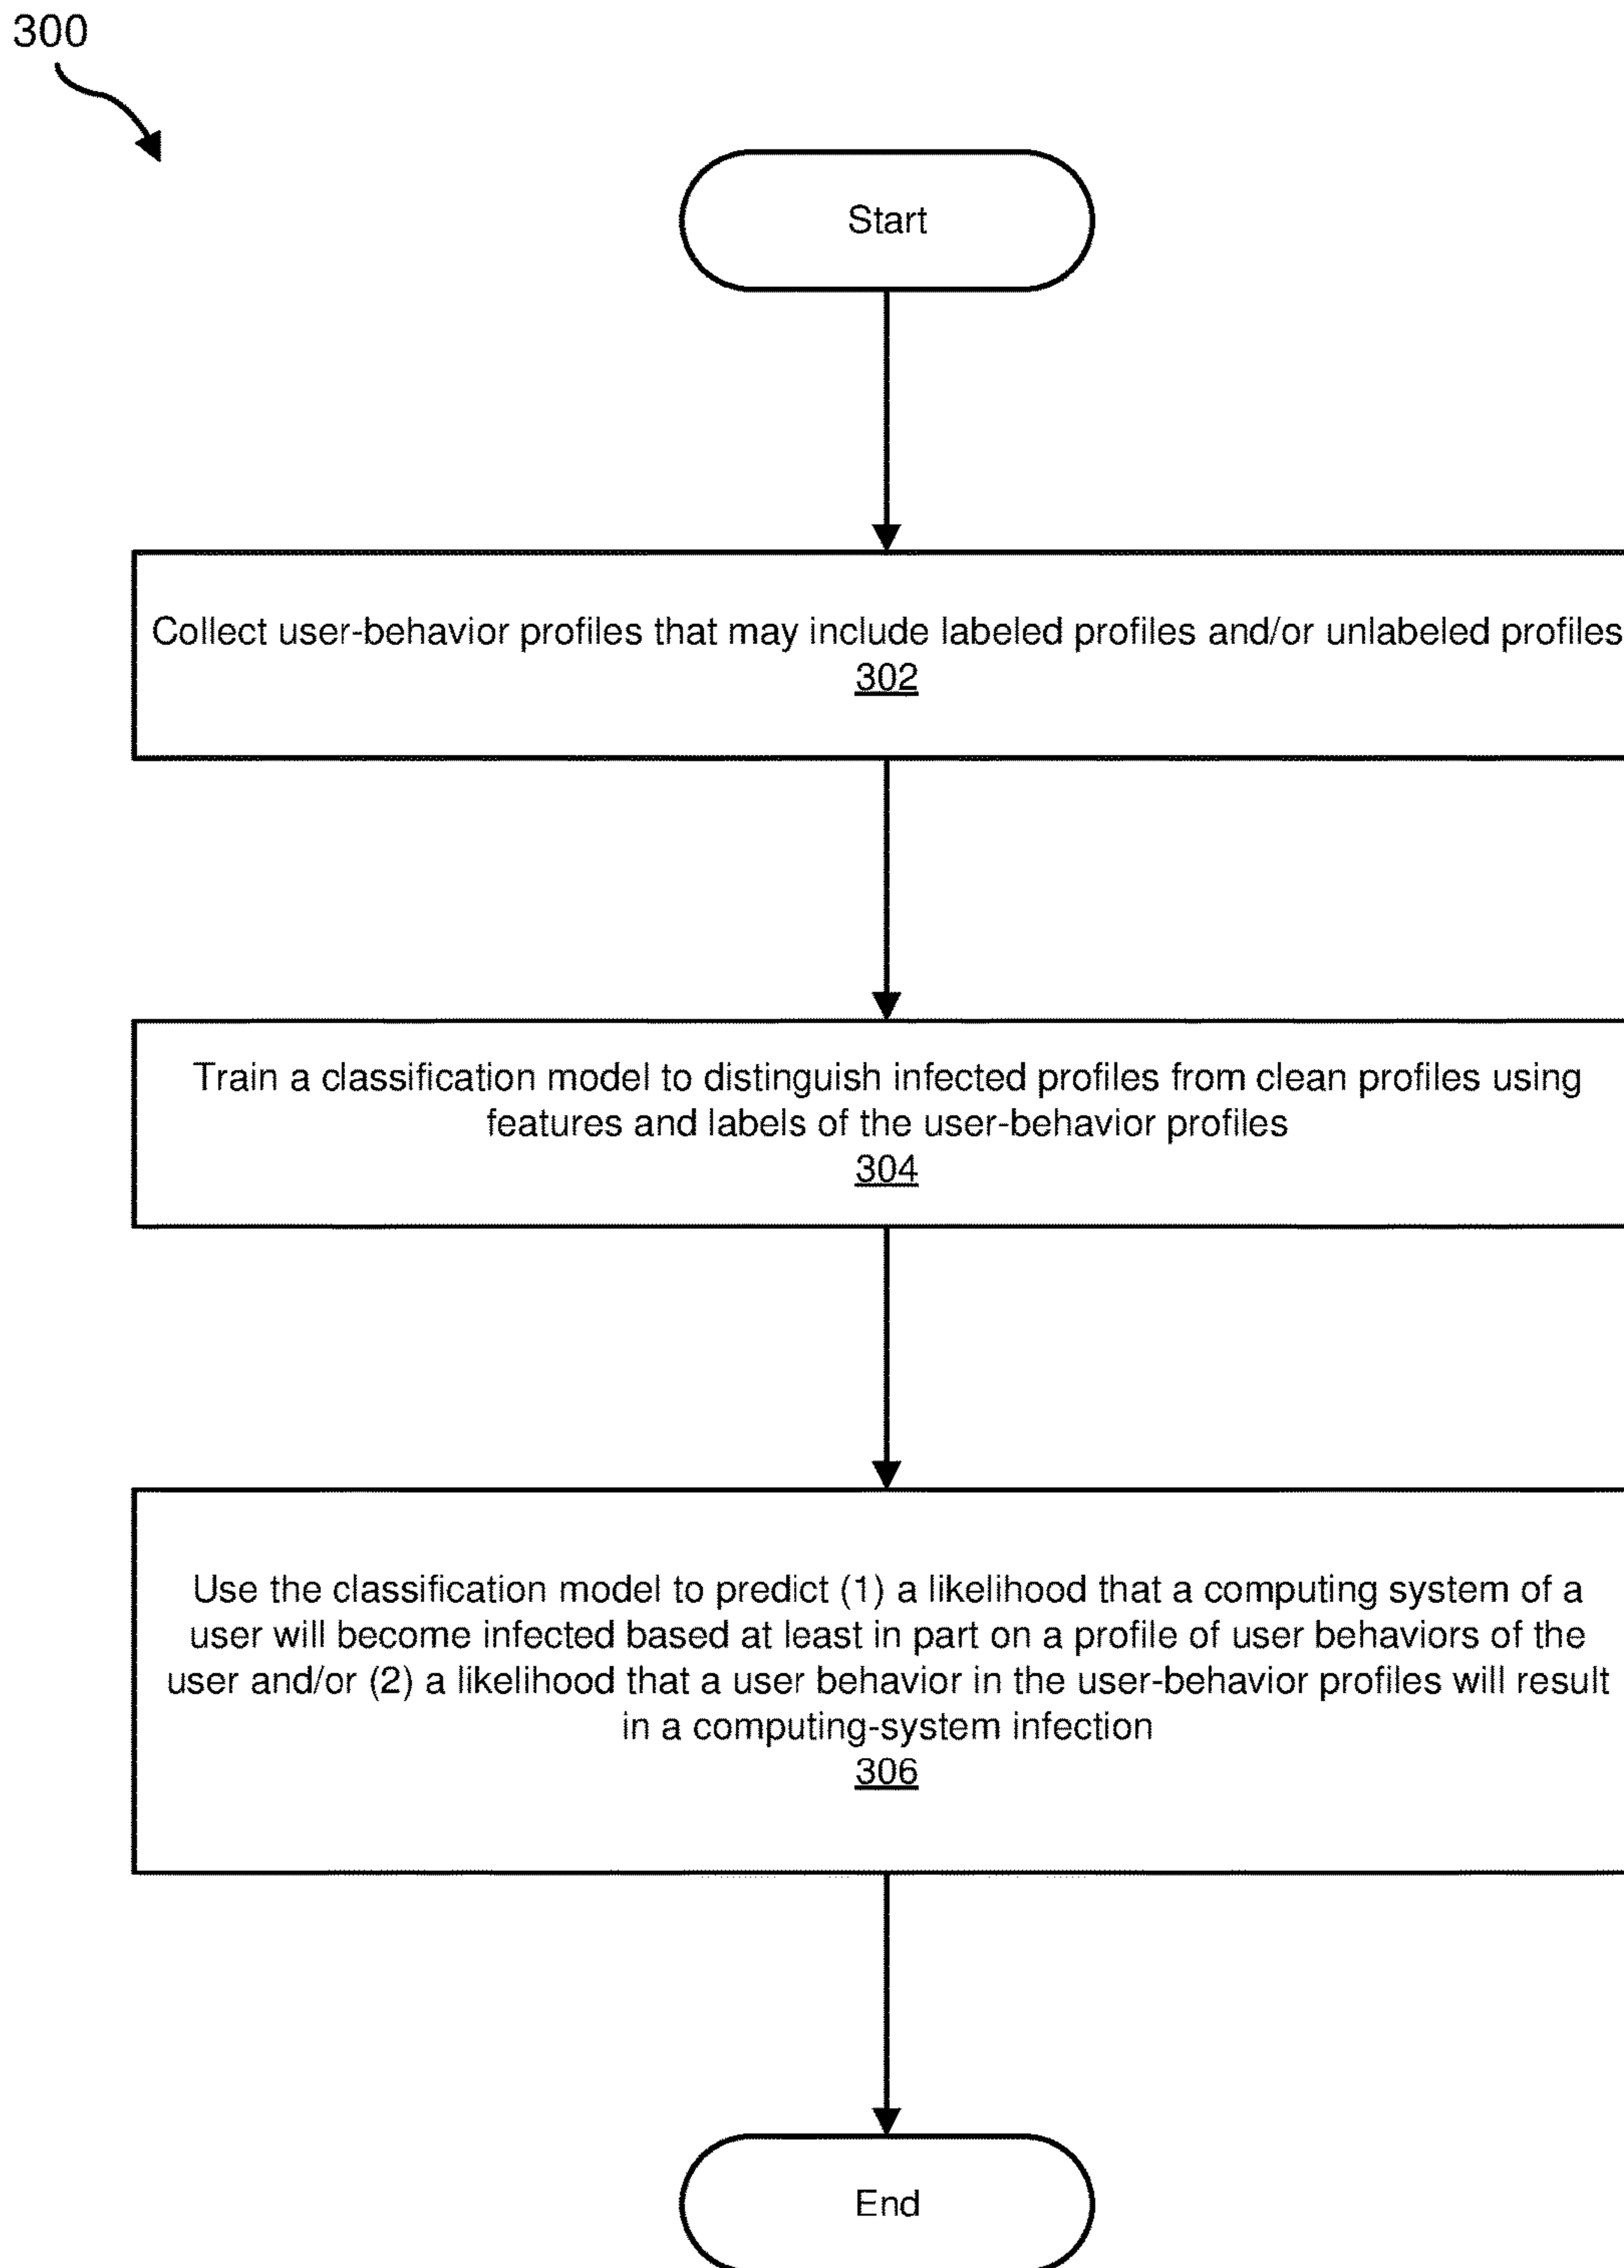 300
Start
Collect user-behavior profiles that may include labeled profiles and/or unlabeled profiles
302
Train a classification model to distinguish infected profiles from clean profiles using
features and labels of the user-behavior profiles
304
Use the classification model to predict (1) a likelihood that a computing system of a
user will become infected based at least in part on a profile of user behaviors of the
user and/or (2) a likelihood that a user behavior in the user-behavior profiles will result
in a computing-system infection
306
End